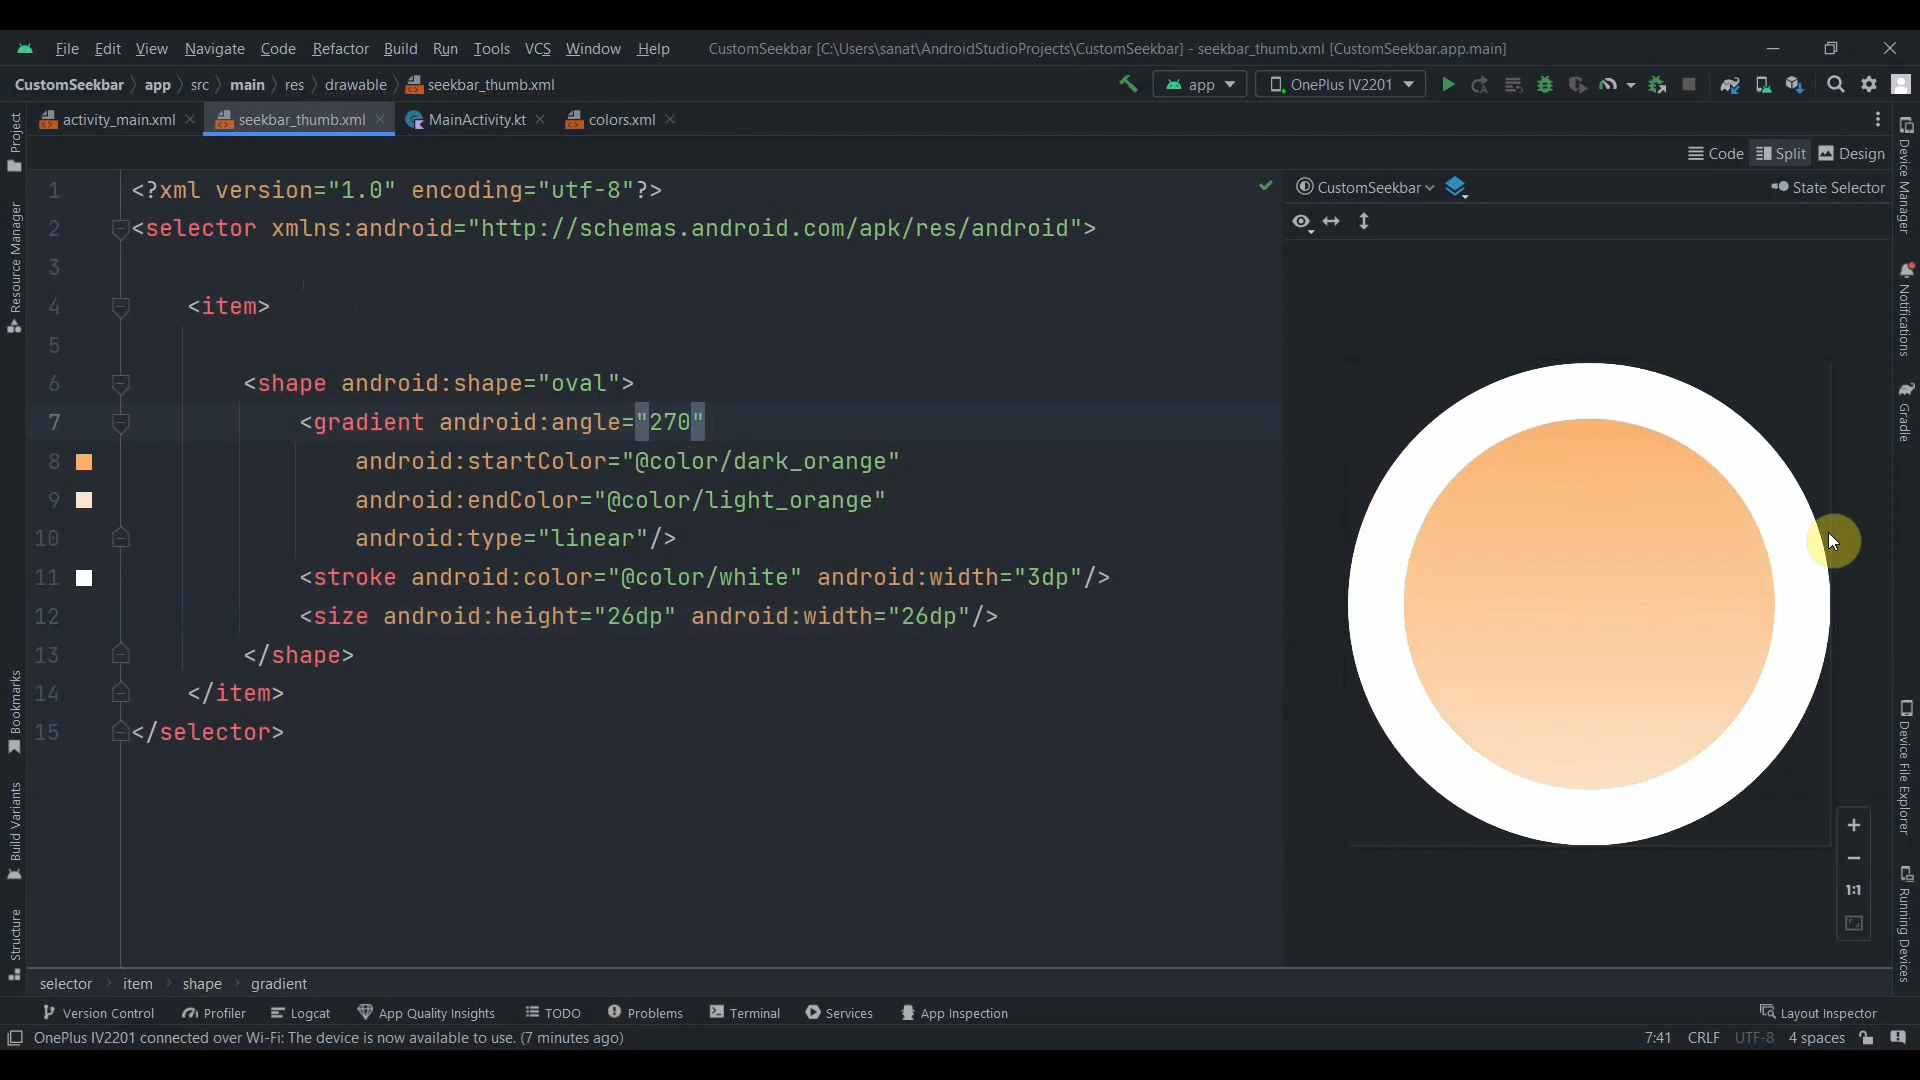 File Edit View Navigate Code Refactor Build Run Tools VCS Window Help CustomSeekbar [C:\Users\sanat\AndroidStudioProjects\CustomSeekbar] - seekbar_thumb.xml [CustomSeekbar.app.main]
CustomSeekbar app src main res drawable seekbar_thumb.xml app OnePlus IV2201
activity_main.xml seekbar_thumb.xml MainActivity.kt colors.xml
Code Split Design
CustomSeekbar State Selector
1 <?xml version="1.0" encoding="utf-8"?>
2 <selector xmlns:android="http://schemas.android.com/apk/res/android">
3
4 <item>
5
6 <shape android:shape="oval">
7 <gradient android:angle="270"
8 android:startColor="@color/dark_orange"
9 android:endColor="@color/light_orange"
10 android:type="linear"/>
11 <stroke android:color="@color/white" android:width="3dp"/>
12 <size android:height="26dp" android:width="26dp"/>
13 </shape>
14 </item>
15 </selector>
Project
Resource Manager
Bookmarks
Build Variants
Structure
Device Manager
Notifications
Gradle
Device File Explorer
Running Devices
1:1
selector item shape gradient
Version Control Profiler Logcat App Quality Insights TODO Problems Terminal Services App Inspection Layout Inspector
OnePlus IV2201 connected over Wi-Fi: The device is now available to use. (7 minutes ago) 7:41 CRLF UTF-8 4 spaces